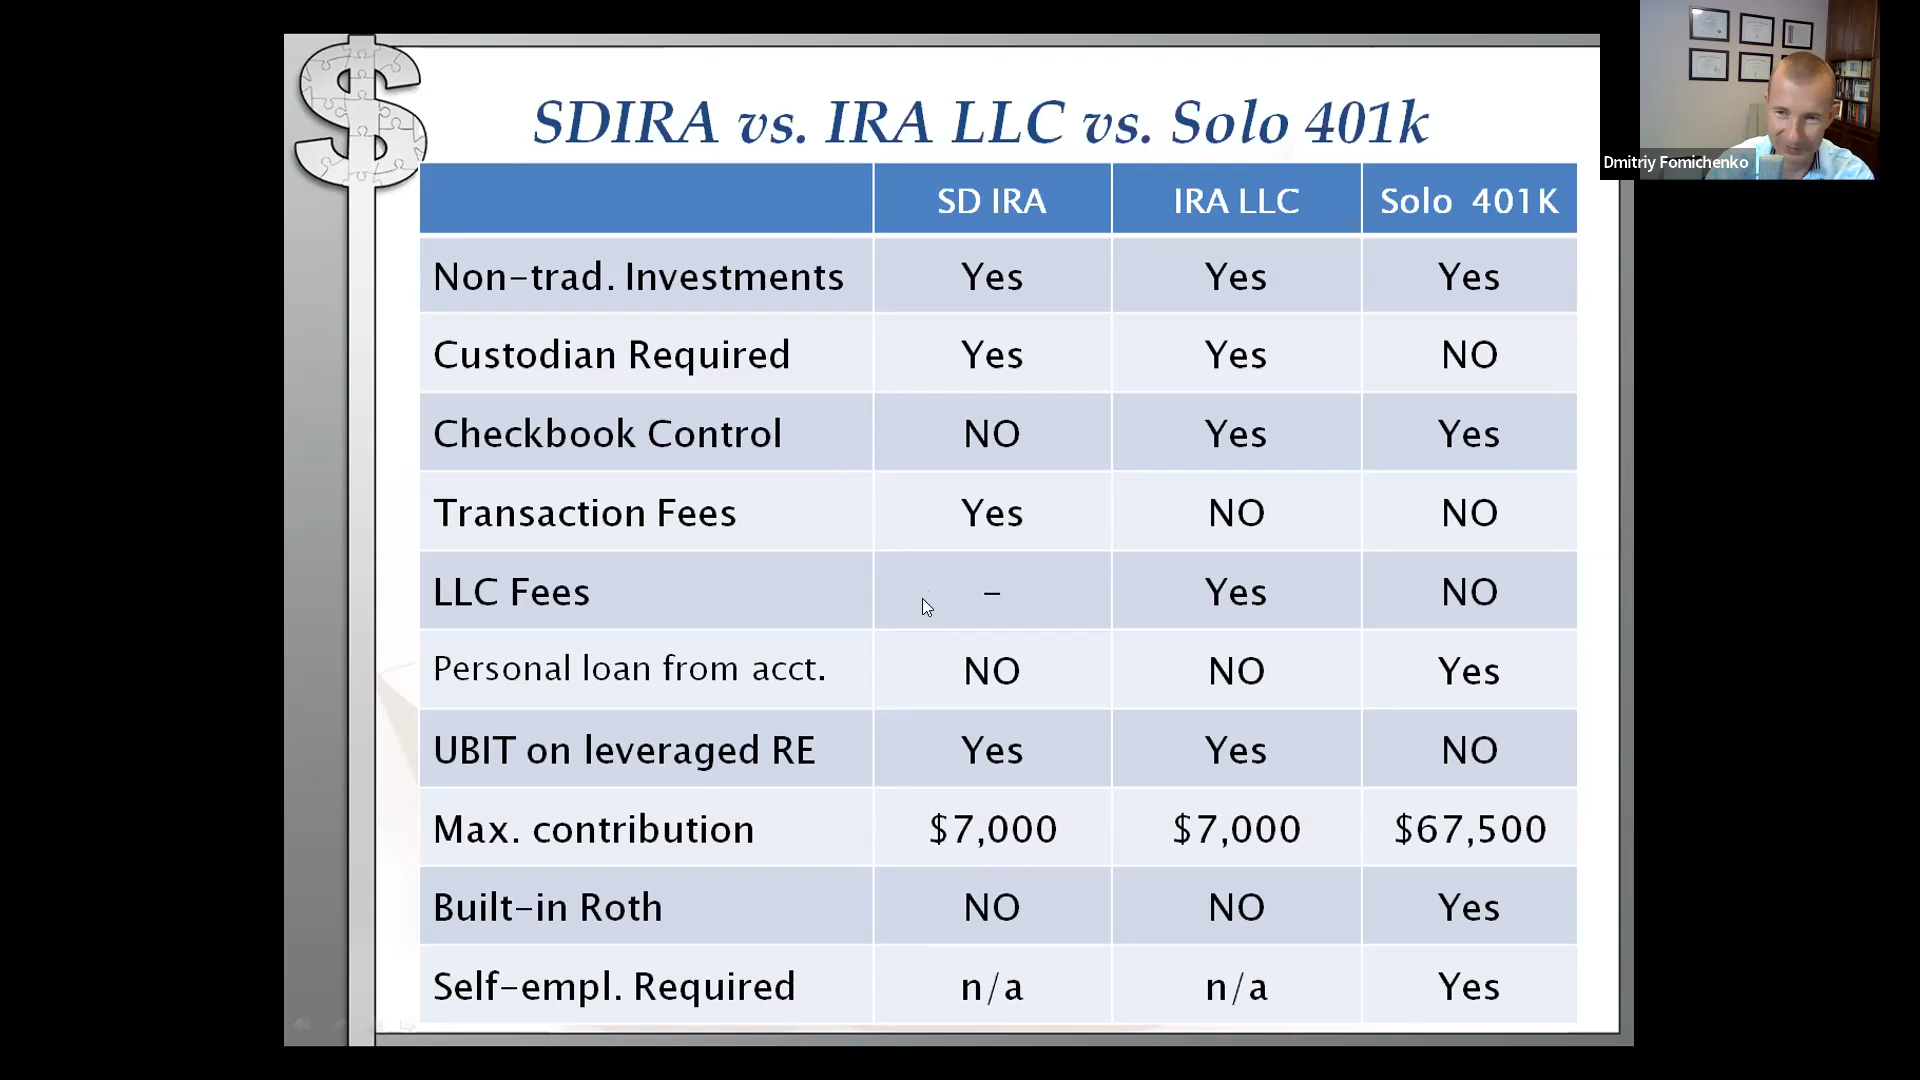 SDIRA vs. IRA LLC vs. Solo 401k
Dmitriy Fomichenko
SD IRA IRA LLC Solo 401K
Non-trad. Investments Yes Yes Yes
Custodian Required Yes Yes NO
Checkbook Control NO Yes Yes
Transaction Fees Yes NO NO
LLC Fees - Yes NO
Personal loan from acct. NO NO Yes
UBIT on leveraged RE Yes Yes NO
Max. contribution $7,000 $7,000 $67,500
Built-in Roth NO NO Yes
Self-empl. Required n/a n/a Yes